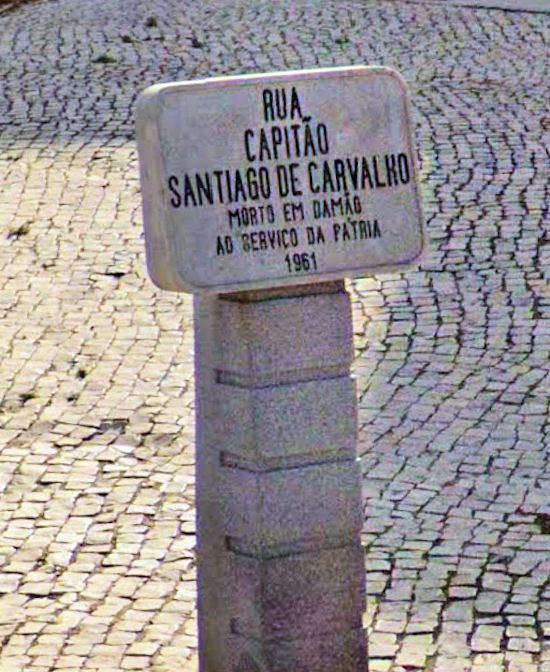 RUA
CAPITÃO
SANTIAGO DE CARVALHO
MORTO EM DAMÃO
AO SERVIÇO DA PÁTRIA
1961